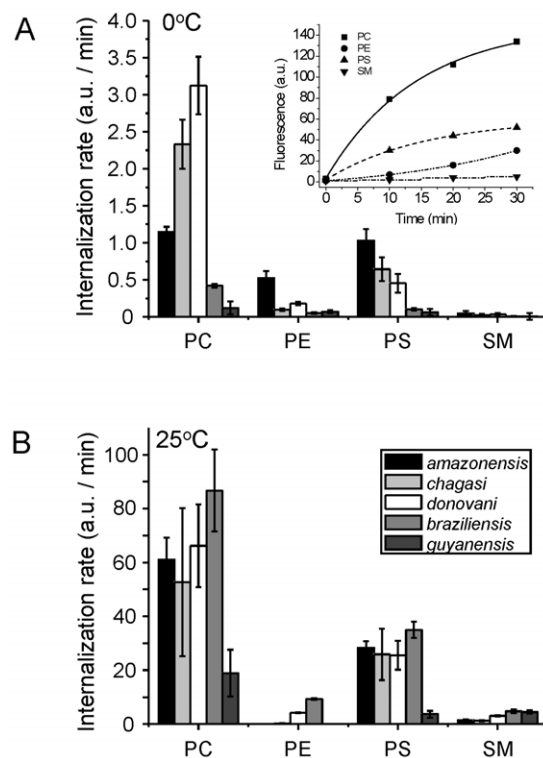 A
0°C
Internalization rate (a.u. / min)
4.0
3.5
3.0
2.5
2.0
1.5
1.0
0.5
0
PC PE PS SM
PC
PE
PS
SM
Fluorescence (a.u.)
140
120
100
80
60
40
20
0
0 5 10 15 20 25 30
Time (min)
B
25°C
Internalization rate (a.u. / min)
100
80
60
40
20
0
PC PE PS SM
amazonensis
chagasi
donovani
braziliensis
guyanensis